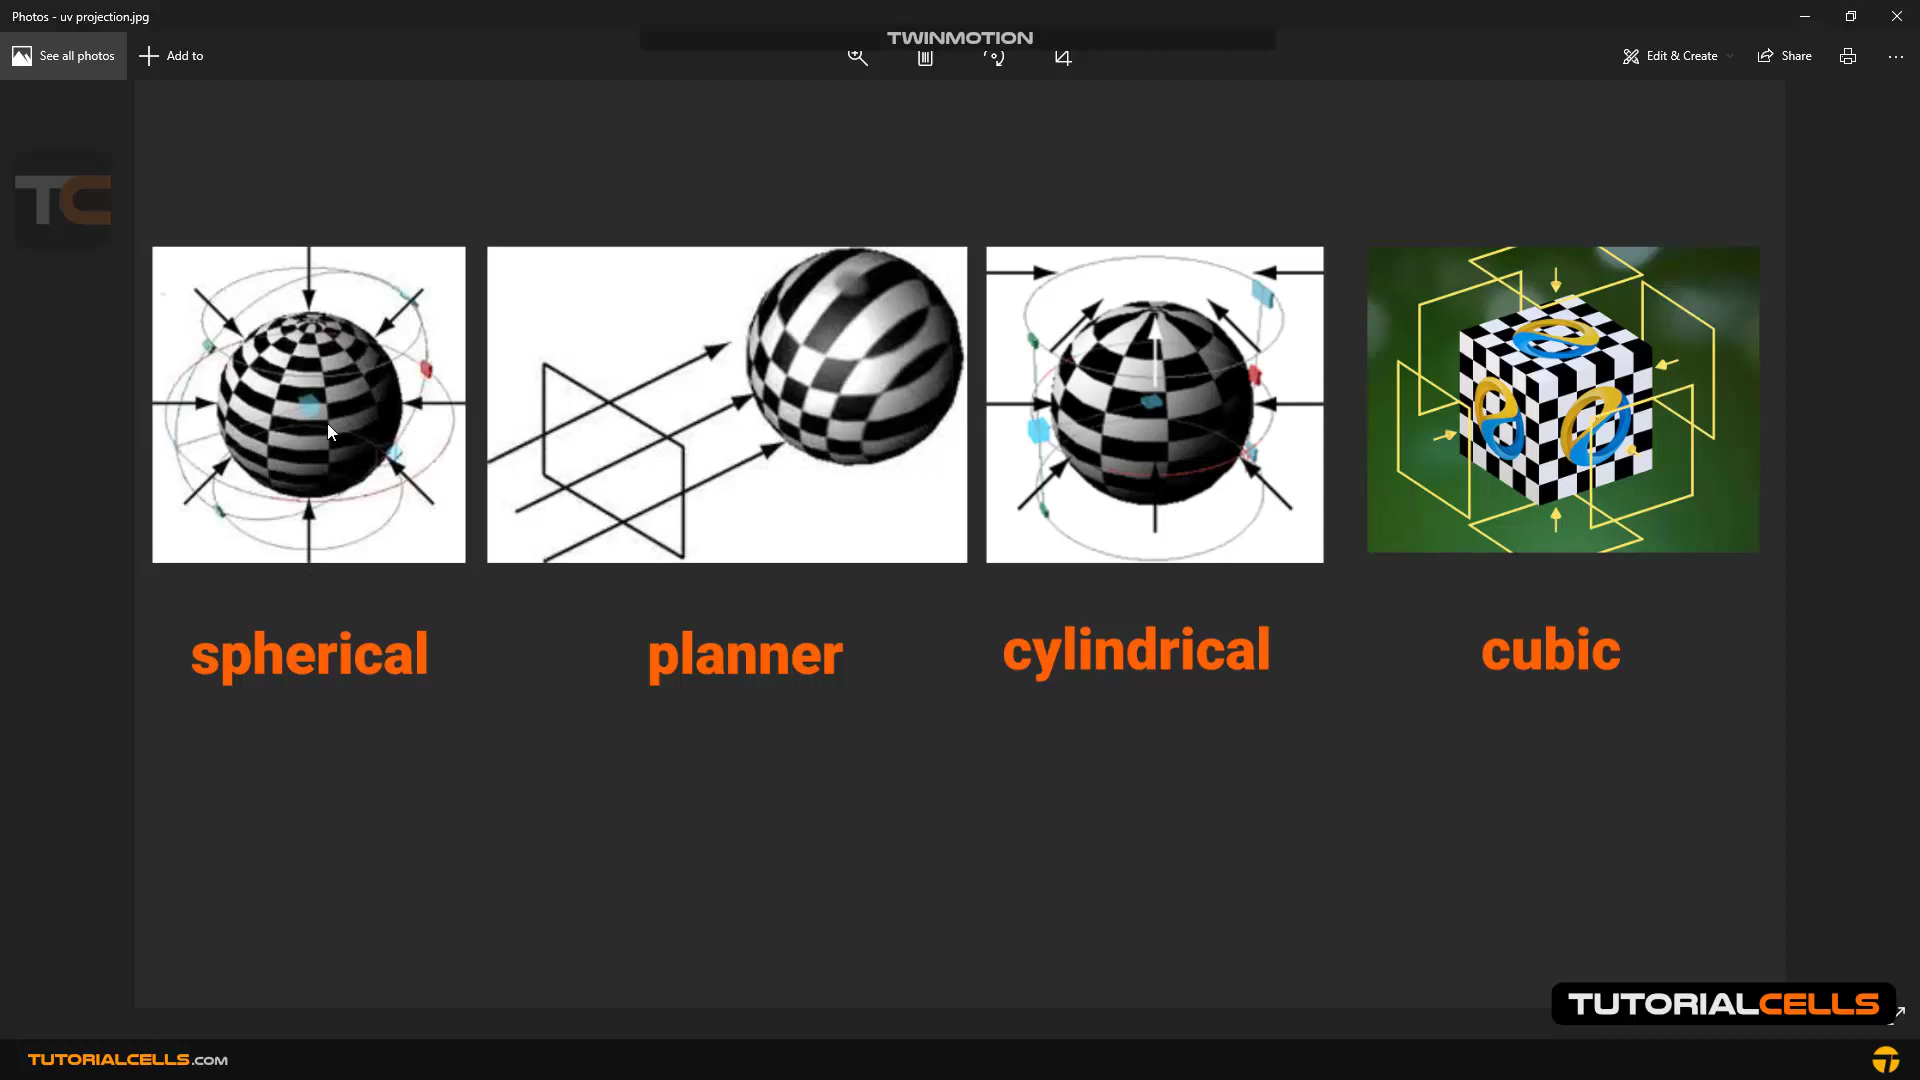 Photos - uv projection.jpg
TWINMOTION
See all photos
Add to
Edit & Create
Share
TC
spherical
planner
cylindrical
cubic
TUTORIALCELLS
TUTORIALCELLS.COM